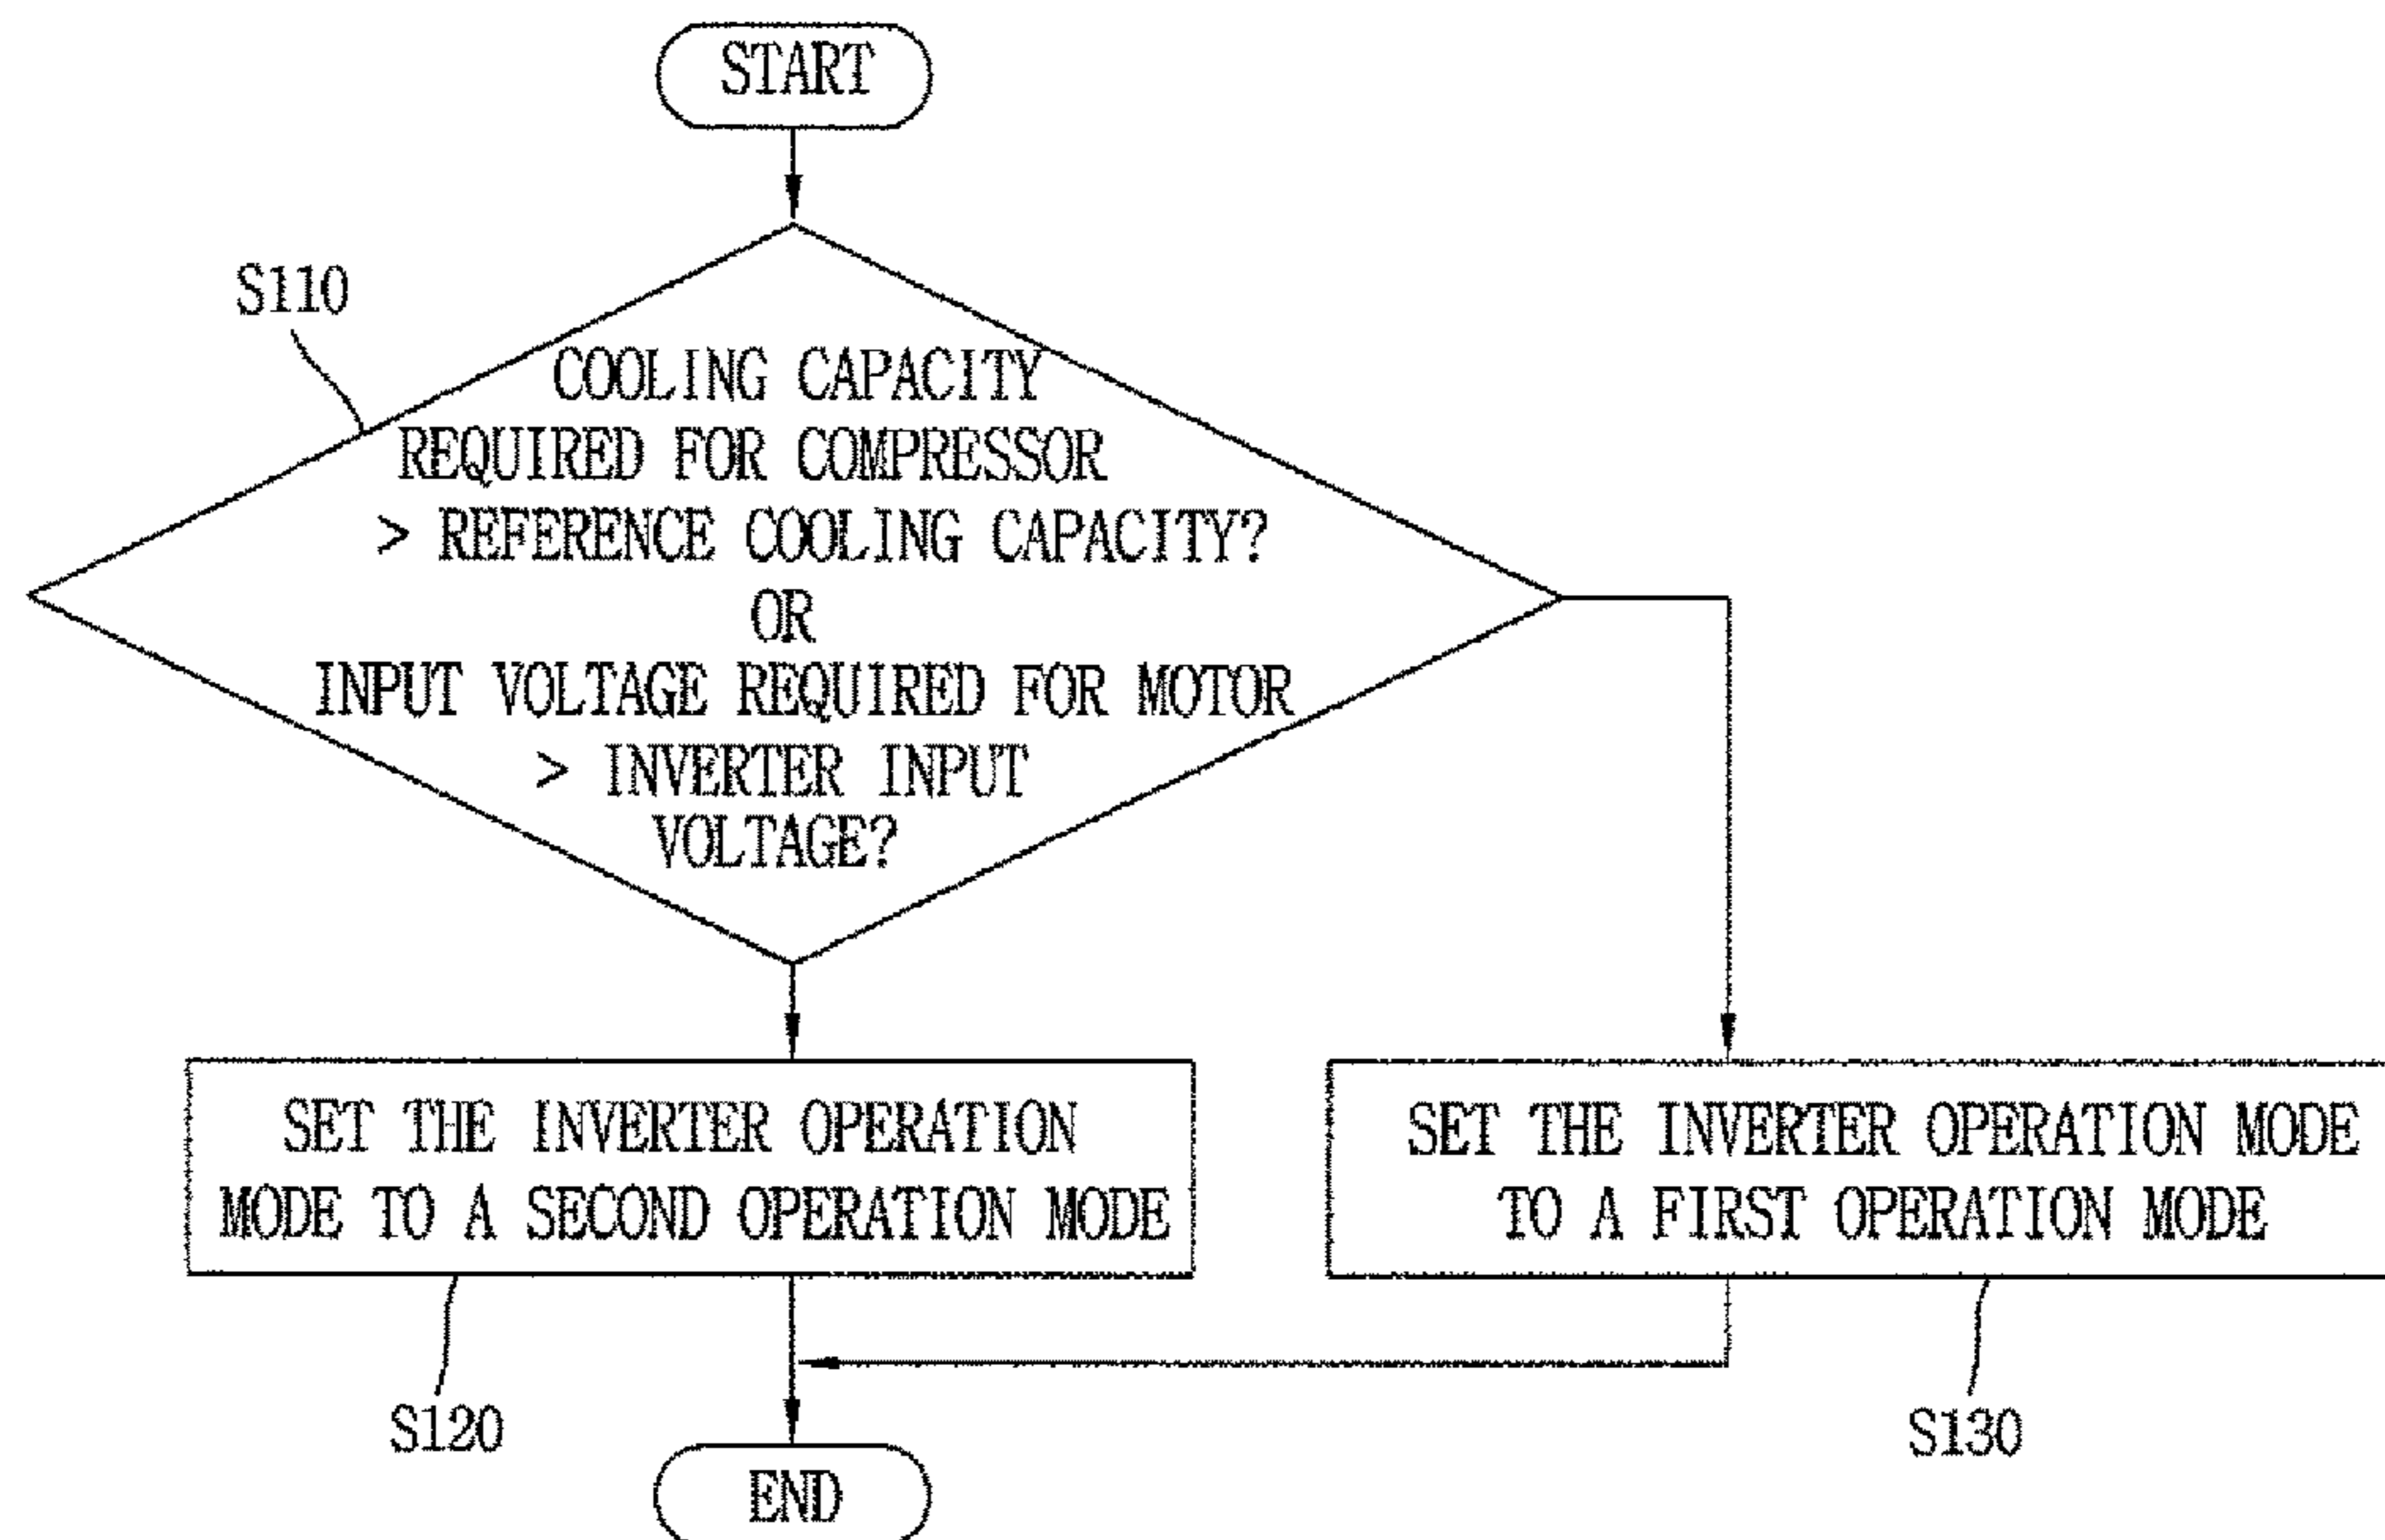 START
S110
COOLING CAPACITY
REQUIRED FOR COMPRESSOR
> REFERENCE COOLING CAPACITY?
OR
INPUT VOLTAGE REQUIRED FOR MOTOR
> INVERTER INPUT
VOLTAGE?
SET THE INVERTER OPERATION
MODE TO A SECOND OPERATION MODE
SET THE INVERTER OPERATION MODE
TO A FIRST OPERATION MODE
S120
S130
END